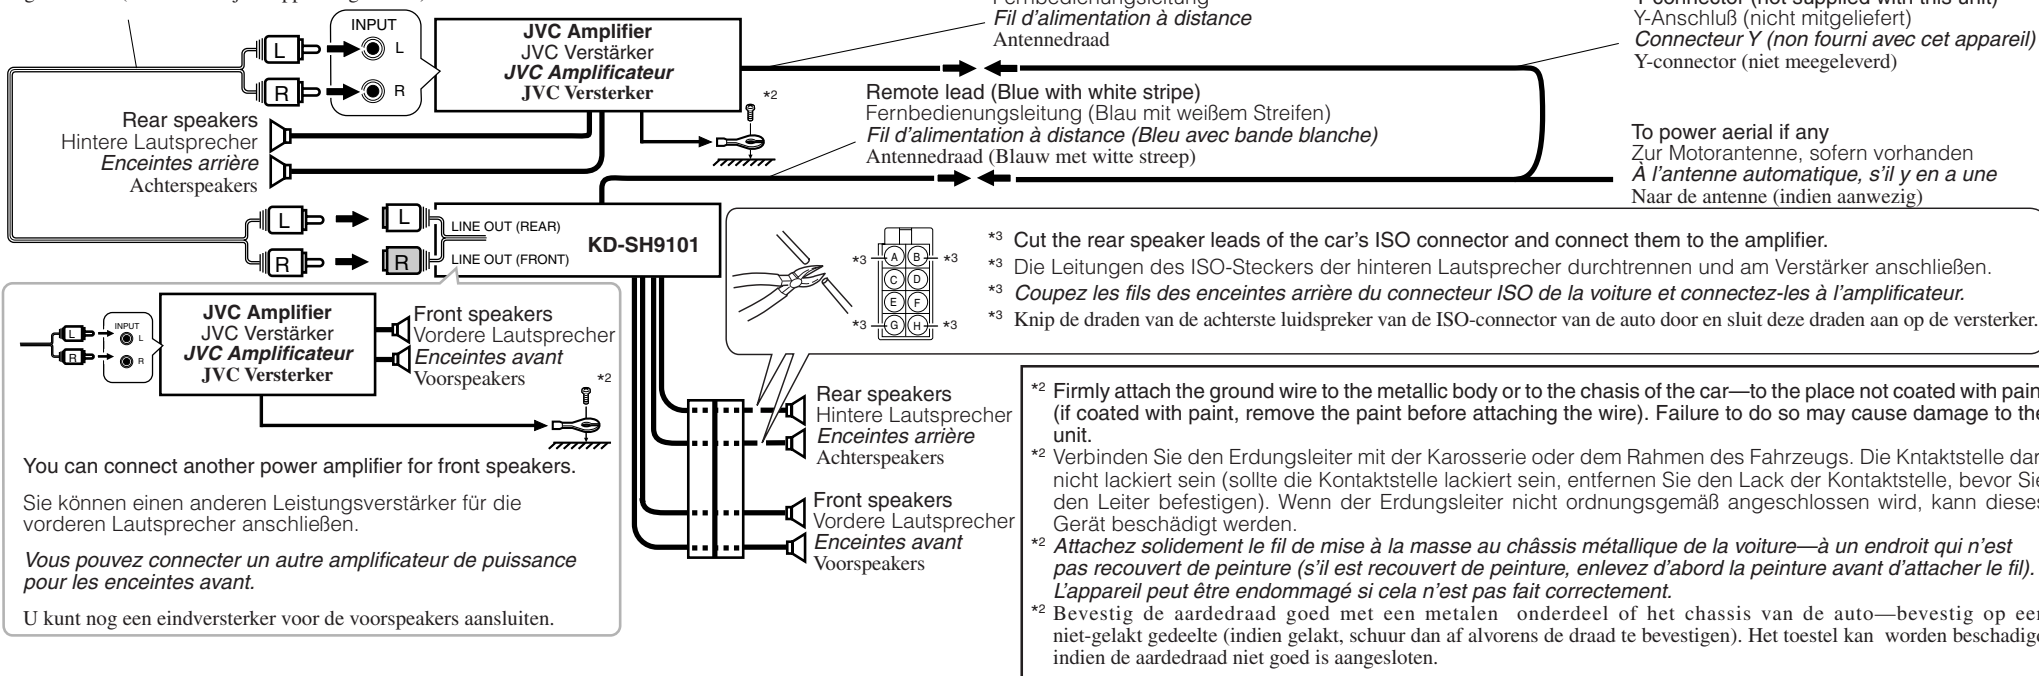 Fil d'alimentation à distance
Antennedraad
Y-Anschluß (nicht mitgeliefert)
Connecteur Y (non fourni avec cet appareil)
Y-connector (niet meegeleverd)
INPUT
L
L
R
R
JVC Amplifier
JVC Verstärker
JVC Amplificateur
JVC Versterker
*2
Rear speakers
Hintere Lautsprecher
Enceintes arrière
Achterspeakers
Remote lead (Blue with white stripe)
Fernbedienungsleitung (Blau mit weißem Streifen)
Fil d'alimentation à distance (Bleu avec bande blanche)
Antennedraad (Blauw met witte streep)
To power aerial if any
Zur Motorantenne, sofern vorhanden
À l'antenne automatique, s'il y en a une
Naar de antenne (indien aanwezig)
L
L
R
R
LINE OUT (REAR)
LINE OUT (FRONT)
KD-SH9101
*3 A B *3
C D
E F
*3 G H *3
*3 Cut the rear speaker leads of the car's ISO connector and connect them to the amplifier.
*3 Die Leitungen des ISO-Steckers der hinteren Lautsprecher durchtrennen und am Verstärker anschließen.
*3 Coupez les fils des enceintes arrière du connecteur ISO de la voiture et connectez-les à l'amplificateur.
*3 Knip de draden van de achterste luidspreker van de ISO-connector van de auto door en sluit deze draden aan op de versterker.
L
R
INPUT
L
R
JVC Amplifier
JVC Verstärker
JVC Amplificateur
JVC Versterker
Front speakers
Vordere Lautsprecher
Enceintes avant
Voorspeakers
*2
You can connect another power amplifier for front speakers.
Sie können einen anderen Leistungsverstärker für die
vorderen Lautsprecher anschließen.
Vous pouvez connecter un autre amplificateur de puissance
pour les enceintes avant.
U kunt nog een eindversterker voor de voorspeakers aansluiten.
Rear speakers
Hintere Lautsprecher
Enceintes arrière
Achterspeakers
Front speakers
Vordere Lautsprecher
Enceintes avant
Voorspeakers
*2 Firmly attach the ground wire to the metallic body or to the chasis of the car—to the place not coated with pain
(if coated with paint, remove the paint before attaching the wire). Failure to do so may cause damage to the
unit.
*2 Verbinden Sie den Erdungsleiter mit der Karosserie oder dem Rahmen des Fahrzeugs. Die Kntaktstelle dar
nicht lackiert sein (sollte die Kontaktstelle lackiert sein, entfernen Sie den Lack der Kontaktstelle, bevor Sie
den Leiter befestigen). Wenn der Erdungsleiter nicht ordnungsgemäß angeschlossen wird, kann dieses
Gerät beschädigt werden.
*2 Attachez solidement le fil de mise à la masse au châssis métallique de la voiture—à un endroit qui n'est
pas recouvert de peinture (s'il est recouvert de peinture, enlevez d'abord la peinture avant d'attacher le fil).
L'appareil peut être endommagé si cela n'est pas fait correctement.
*2 Bevestig de aardedraad goed met een metalen onderdeel of het chassis van de auto—bevestig op een
niet-gelakt gedeelte (indien gelakt, schuur dan af alvorens de draad te bevestigen). Het toestel kan worden beschadigd
indien de aardedraad niet goed is aangesloten.